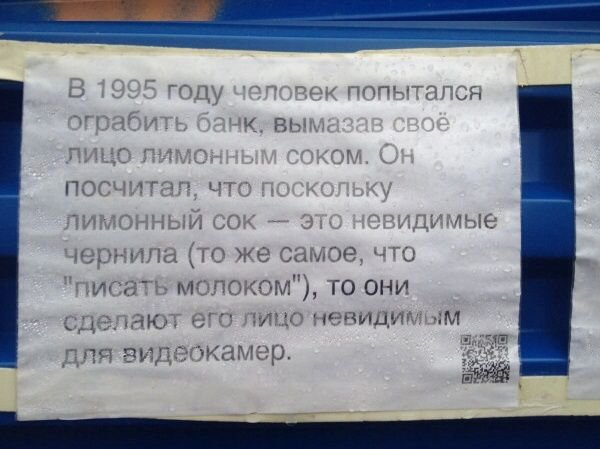 В 1995 году человек попытался
ограбить банк, вымазав своё
лицо лимонным соком. Он
посчитал, что поскольку
лимонный сок — это невидимые
чернила (то же самое, что
"писать молоком"), то они
сделают его лицо невидимым
для видеокамер.